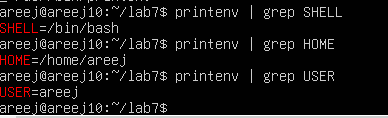 areej@areej10:~/lab7$ printenv | grep SHELL
SHELL=/bin/bash
areej@areej10:~/lab7$ printenv | grep HOME
HOME=/home/areej
areej@areej10:~/lab7$ printenv | grep USER
USER=areej
areej@areej10:~/lab7$